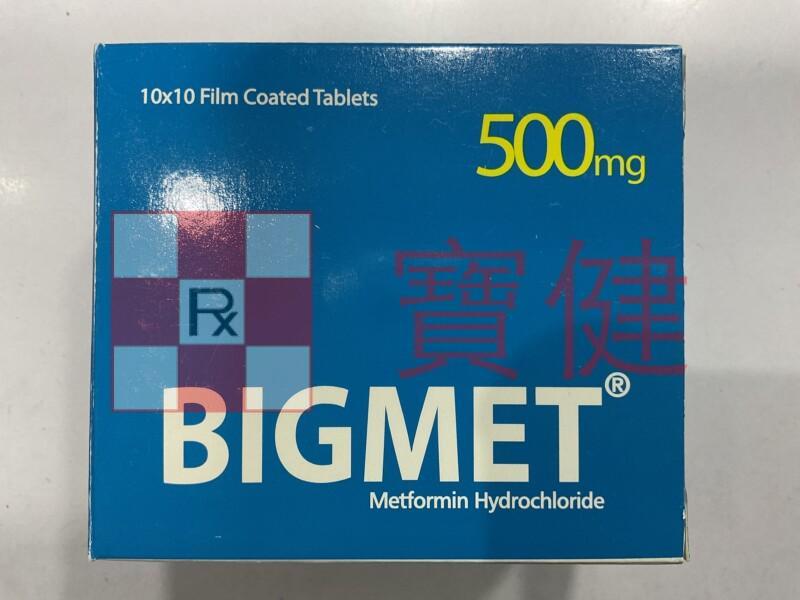 10x10 Film Coated Tablets
500mg
Rx
寶健
BIGMET®
Metformin Hydrochloride